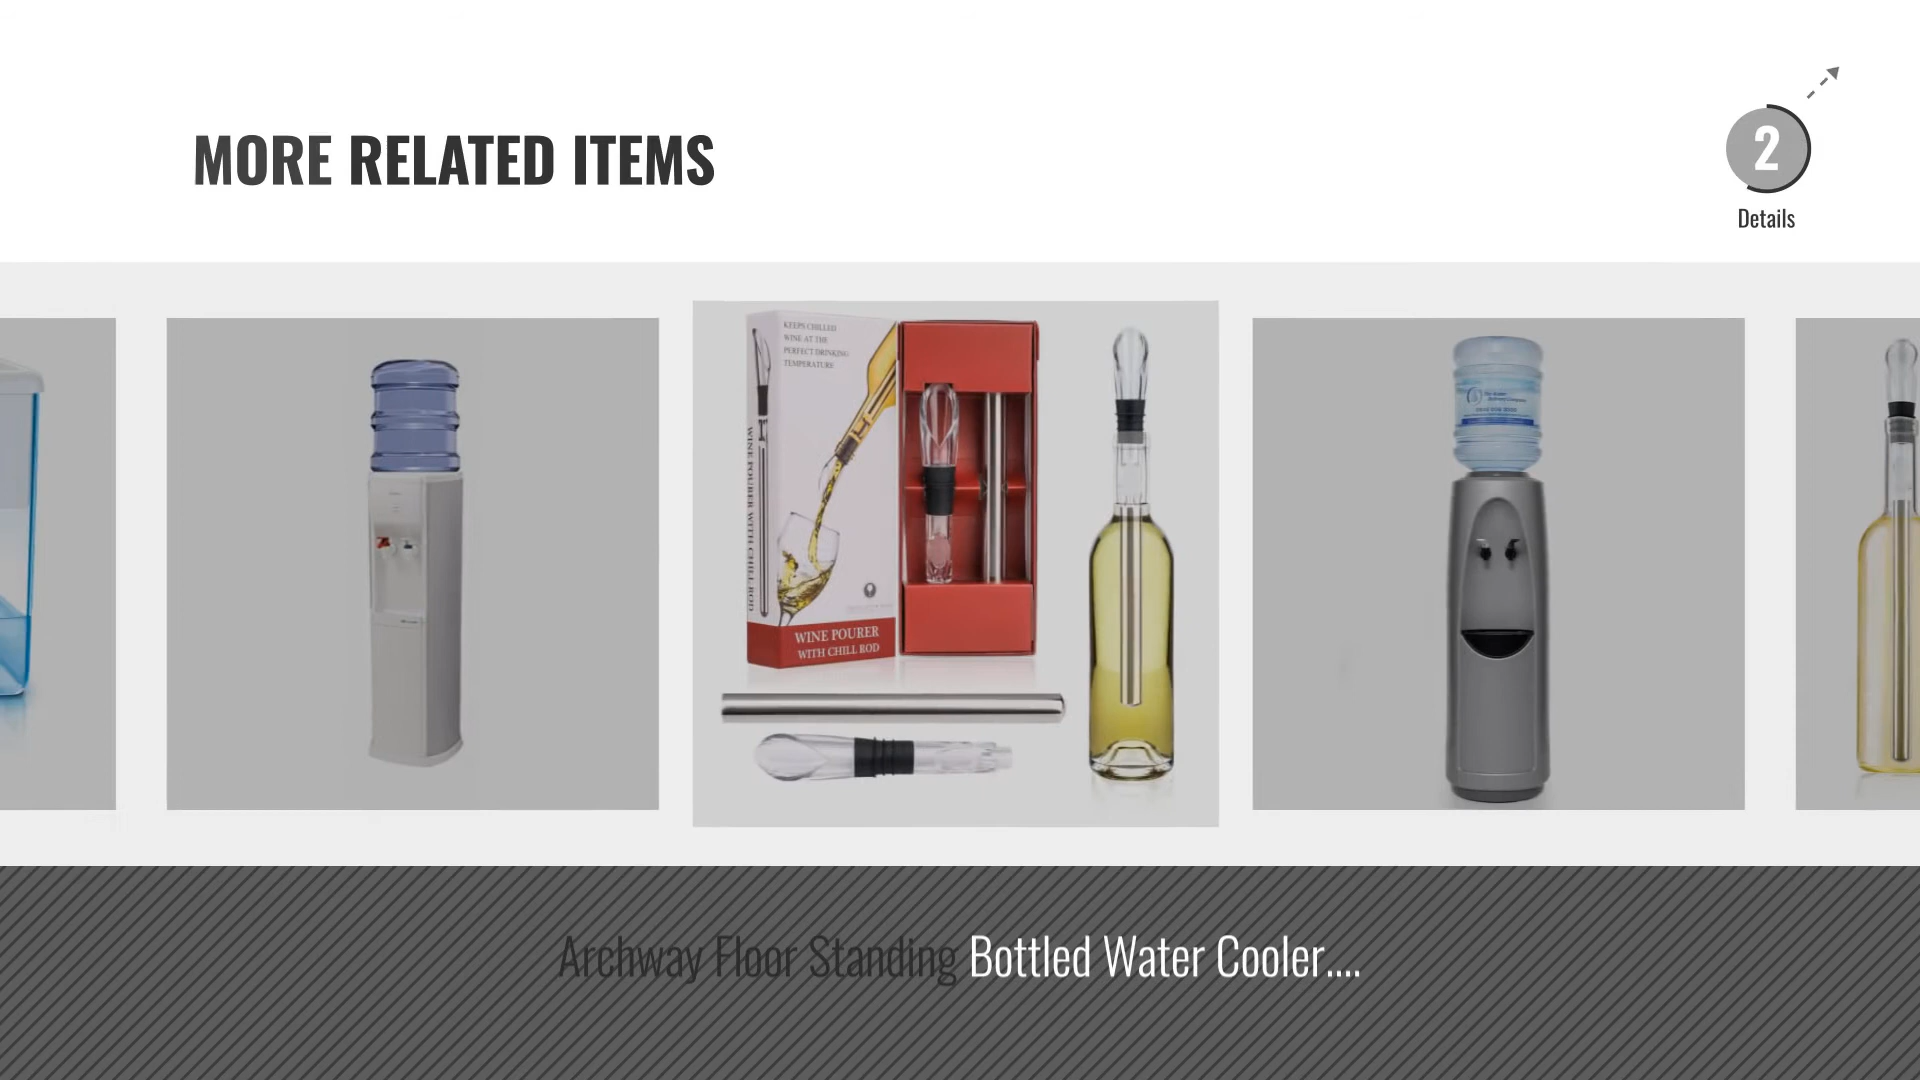 MORE RELATED ITEMS
2
Details
KEEPS CHILLED
WINE AT THE
PERFECT DRINKING
TEMPERATURE
WINE POURER WITH CHILL ROD
WINE POURER
WITH CHILL ROD
Archway Floor Standing Bottled Water Cooler....